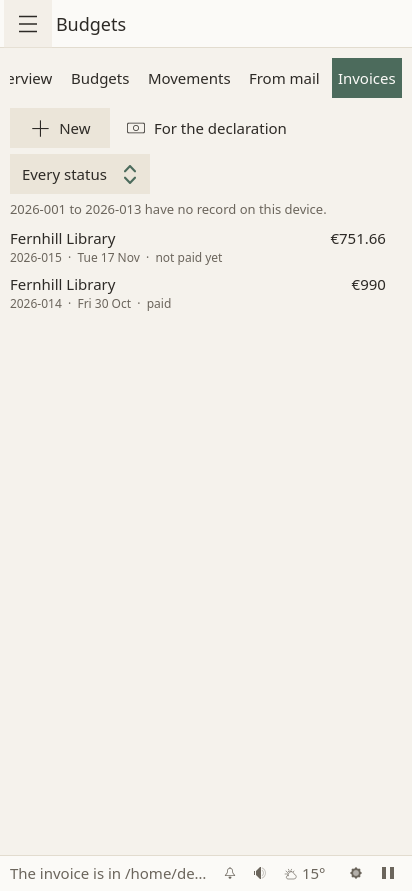 Budgets
erview Budgets Movements From mail Invoices
New For the declaration
Every status
2026-001 to 2026-013 have no record on this device.
Fernhill Library €751.66
2026-015 · Tue 17 Nov · not paid yet
Fernhill Library €990
2026-014 · Fri 30 Oct · paid
The invoice is in /home/de... 15°